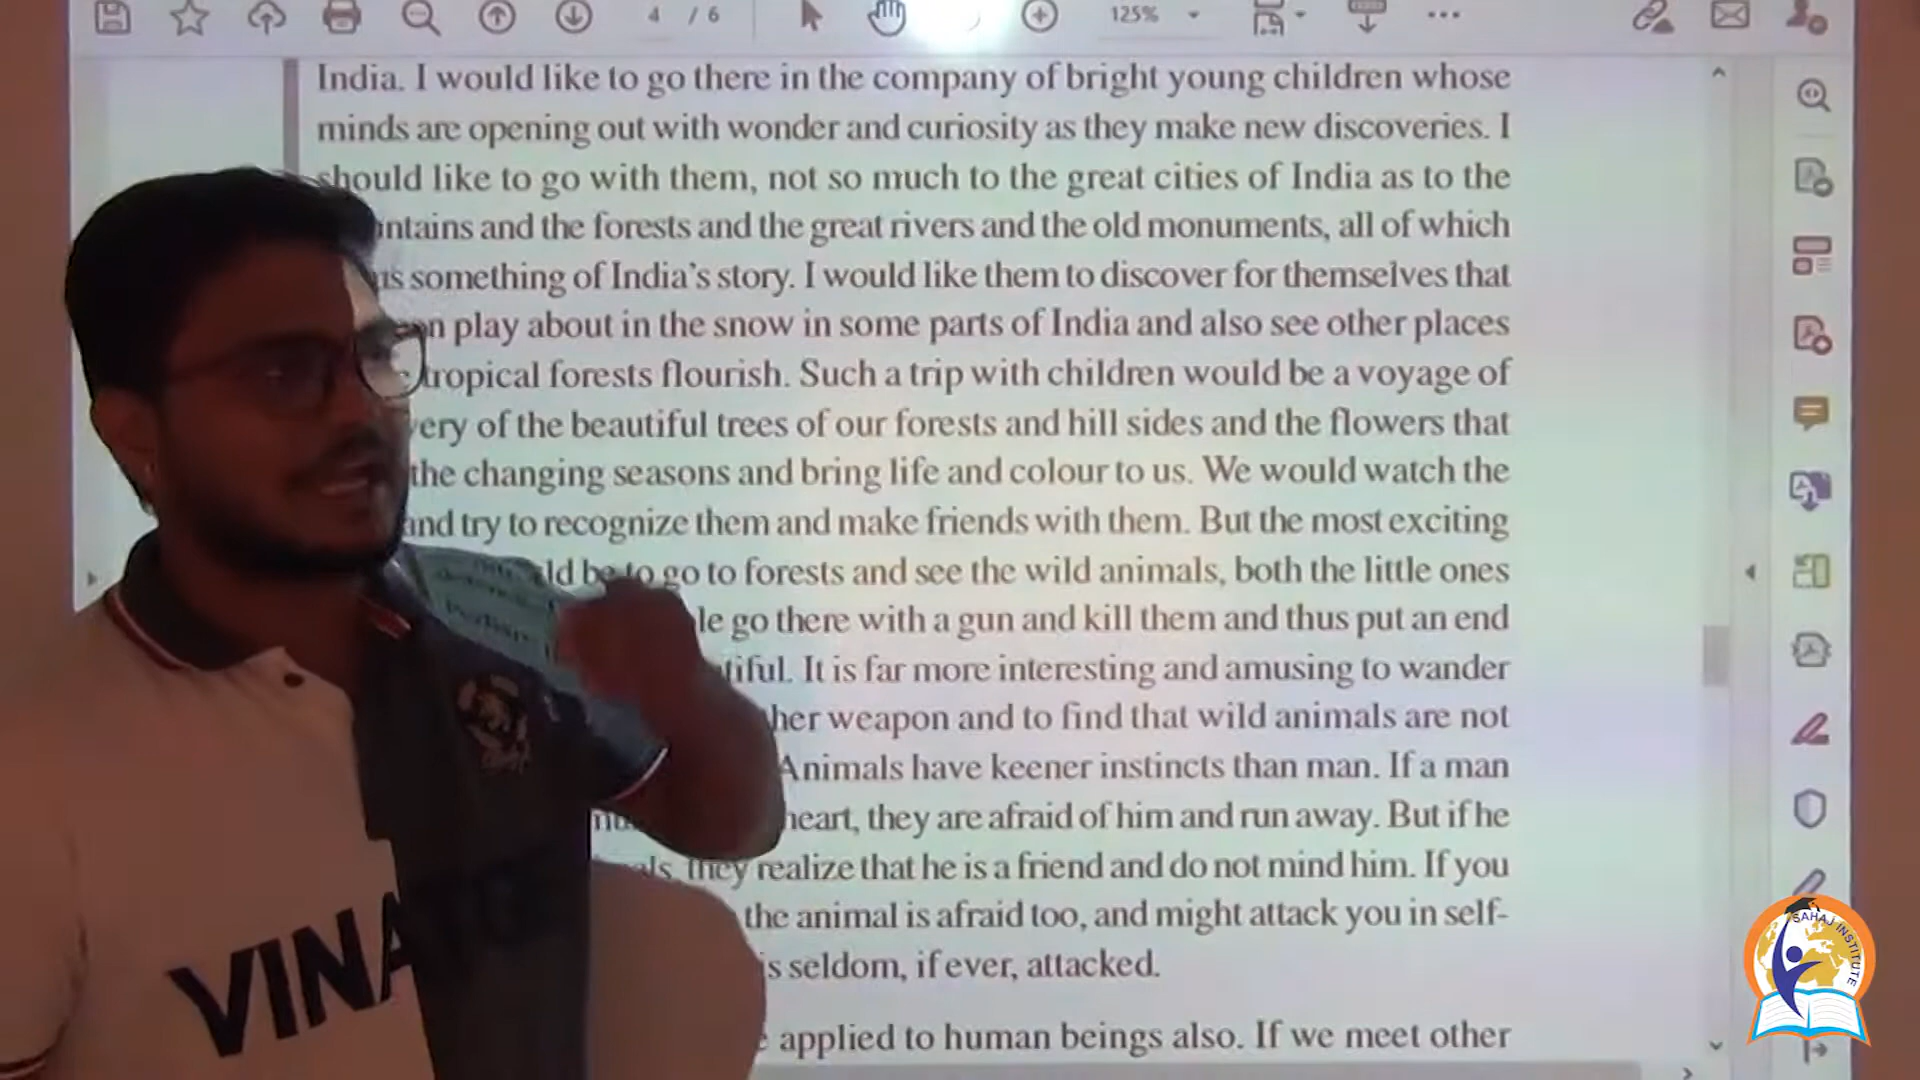 4 / 6
125%
India. I would like to go there in the company of bright young children whose
minds are opening out with wonder and curiosity as they make new discoveries. I
should like to go with them, not so much to the great cities of India as to the
ntains and the forests and the great rivers and the old monuments, all of which
us something of India's story. I would like them to discover for themselves that
play about in the snow in some parts of India and also see other places
tropical forests flourish. Such a trip with children would be a voyage of
very of the beautiful trees of our forests and hill sides and the flowers that
the changing seasons and bring life and colour to us. We would watch the
and try to recognize them and make friends with them. But the most exciting
ld be to go to forests and see the wild animals, both the little ones
le go there with a gun and kill them and thus put an end
tiful. It is far more interesting and amusing to wander
her weapon and to find that wild animals are not
Animals have keener instincts than man. If a man
heart, they are afraid of him and run away. But if he
ls, they realize that he is a friend and do not mind him. If you
the animal is afraid too, and might attack you in self-
is seldom, if ever, attacked.
applied to human beings also. If we meet other
VINA
SAHAJ INSTITUTE